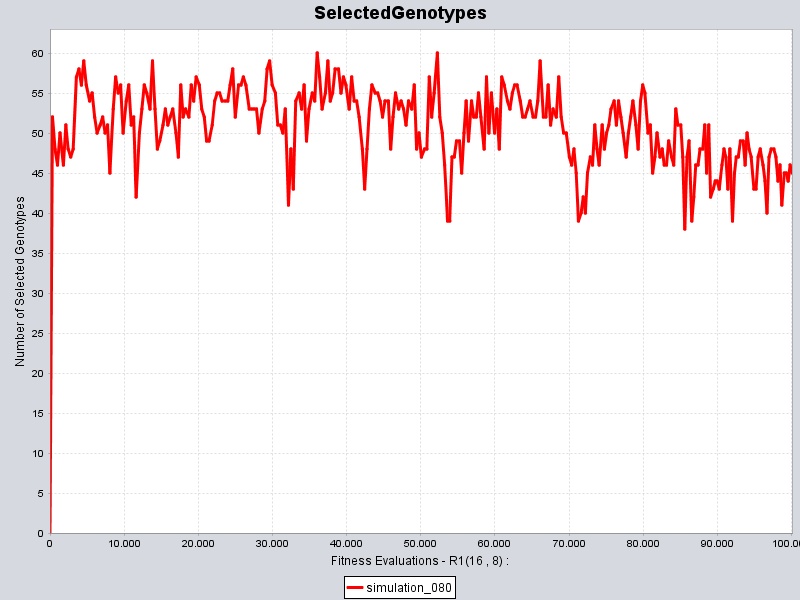 SelectedGenotypes
Number of Selected Genotypes
60
55
50
45
40
35
30
25
20
15
10
5
0
0 10.000 20.000 30.000 40.000 50.000 60.000 70.000 80.000 90.000 100.00
Fitness Evaluations - R1(16 , 8) :
simulation_080